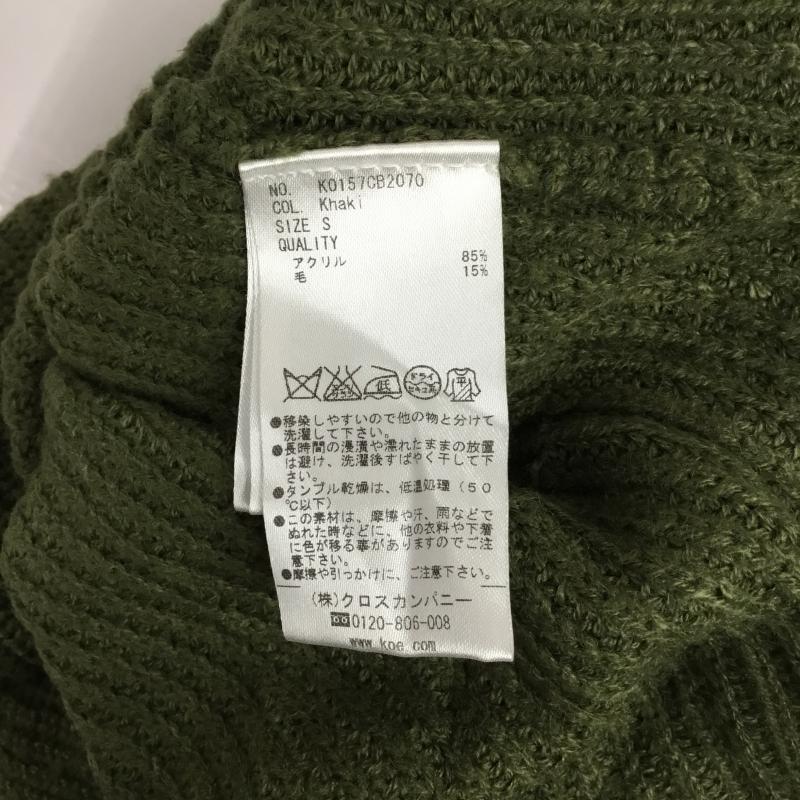 NO. K0157CB2070
COL. Khaki
SIZE S
QUALITY
アクリル 85%
毛 15%
低 ドライ セキユ系 平
●移染しやすいので他の物と分けて
洗濯して下さい。
●長時間の浸漬や濡れたままの放置
は避け、洗濯後すばやく干して下
さい。
●タンブル乾燥は、低温処理(50
℃以下)
●この素材は、摩擦や汗、雨などで
ぬれた時などに、他の衣料や下着
に色が移る事がありますのでご注
意下さい。
●摩擦や引っかけに、ご注意下さい。
(株)クロスカンパニー
0120-806-008
www.koe.com